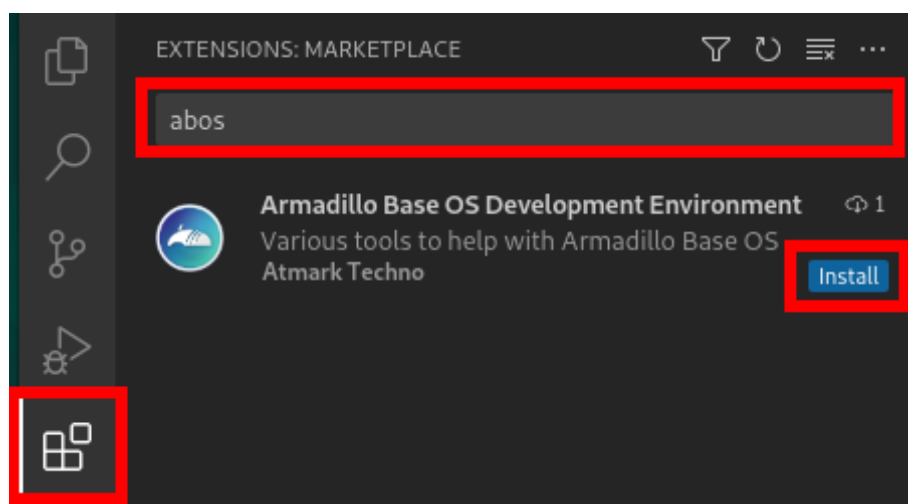 EXTENSIONS: MARKETPLACE
abos
Armadillo Base OS Development Environment 1
Various tools to help with Armadillo Base OS
Atmark Techno
Install